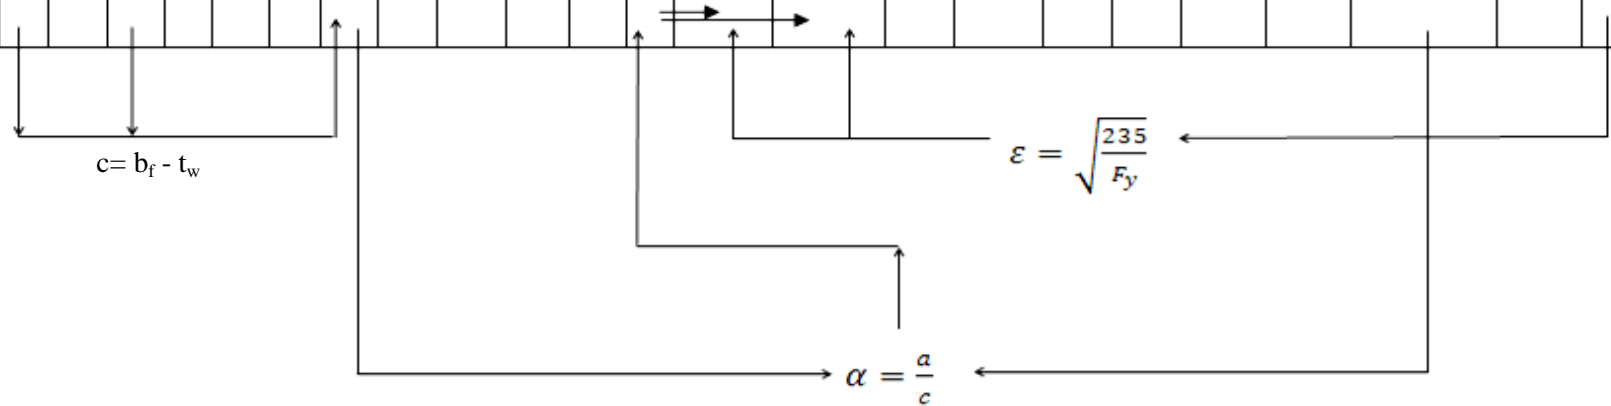 ε = √(235/F_y)
c= b_f - t_w
α = a/c